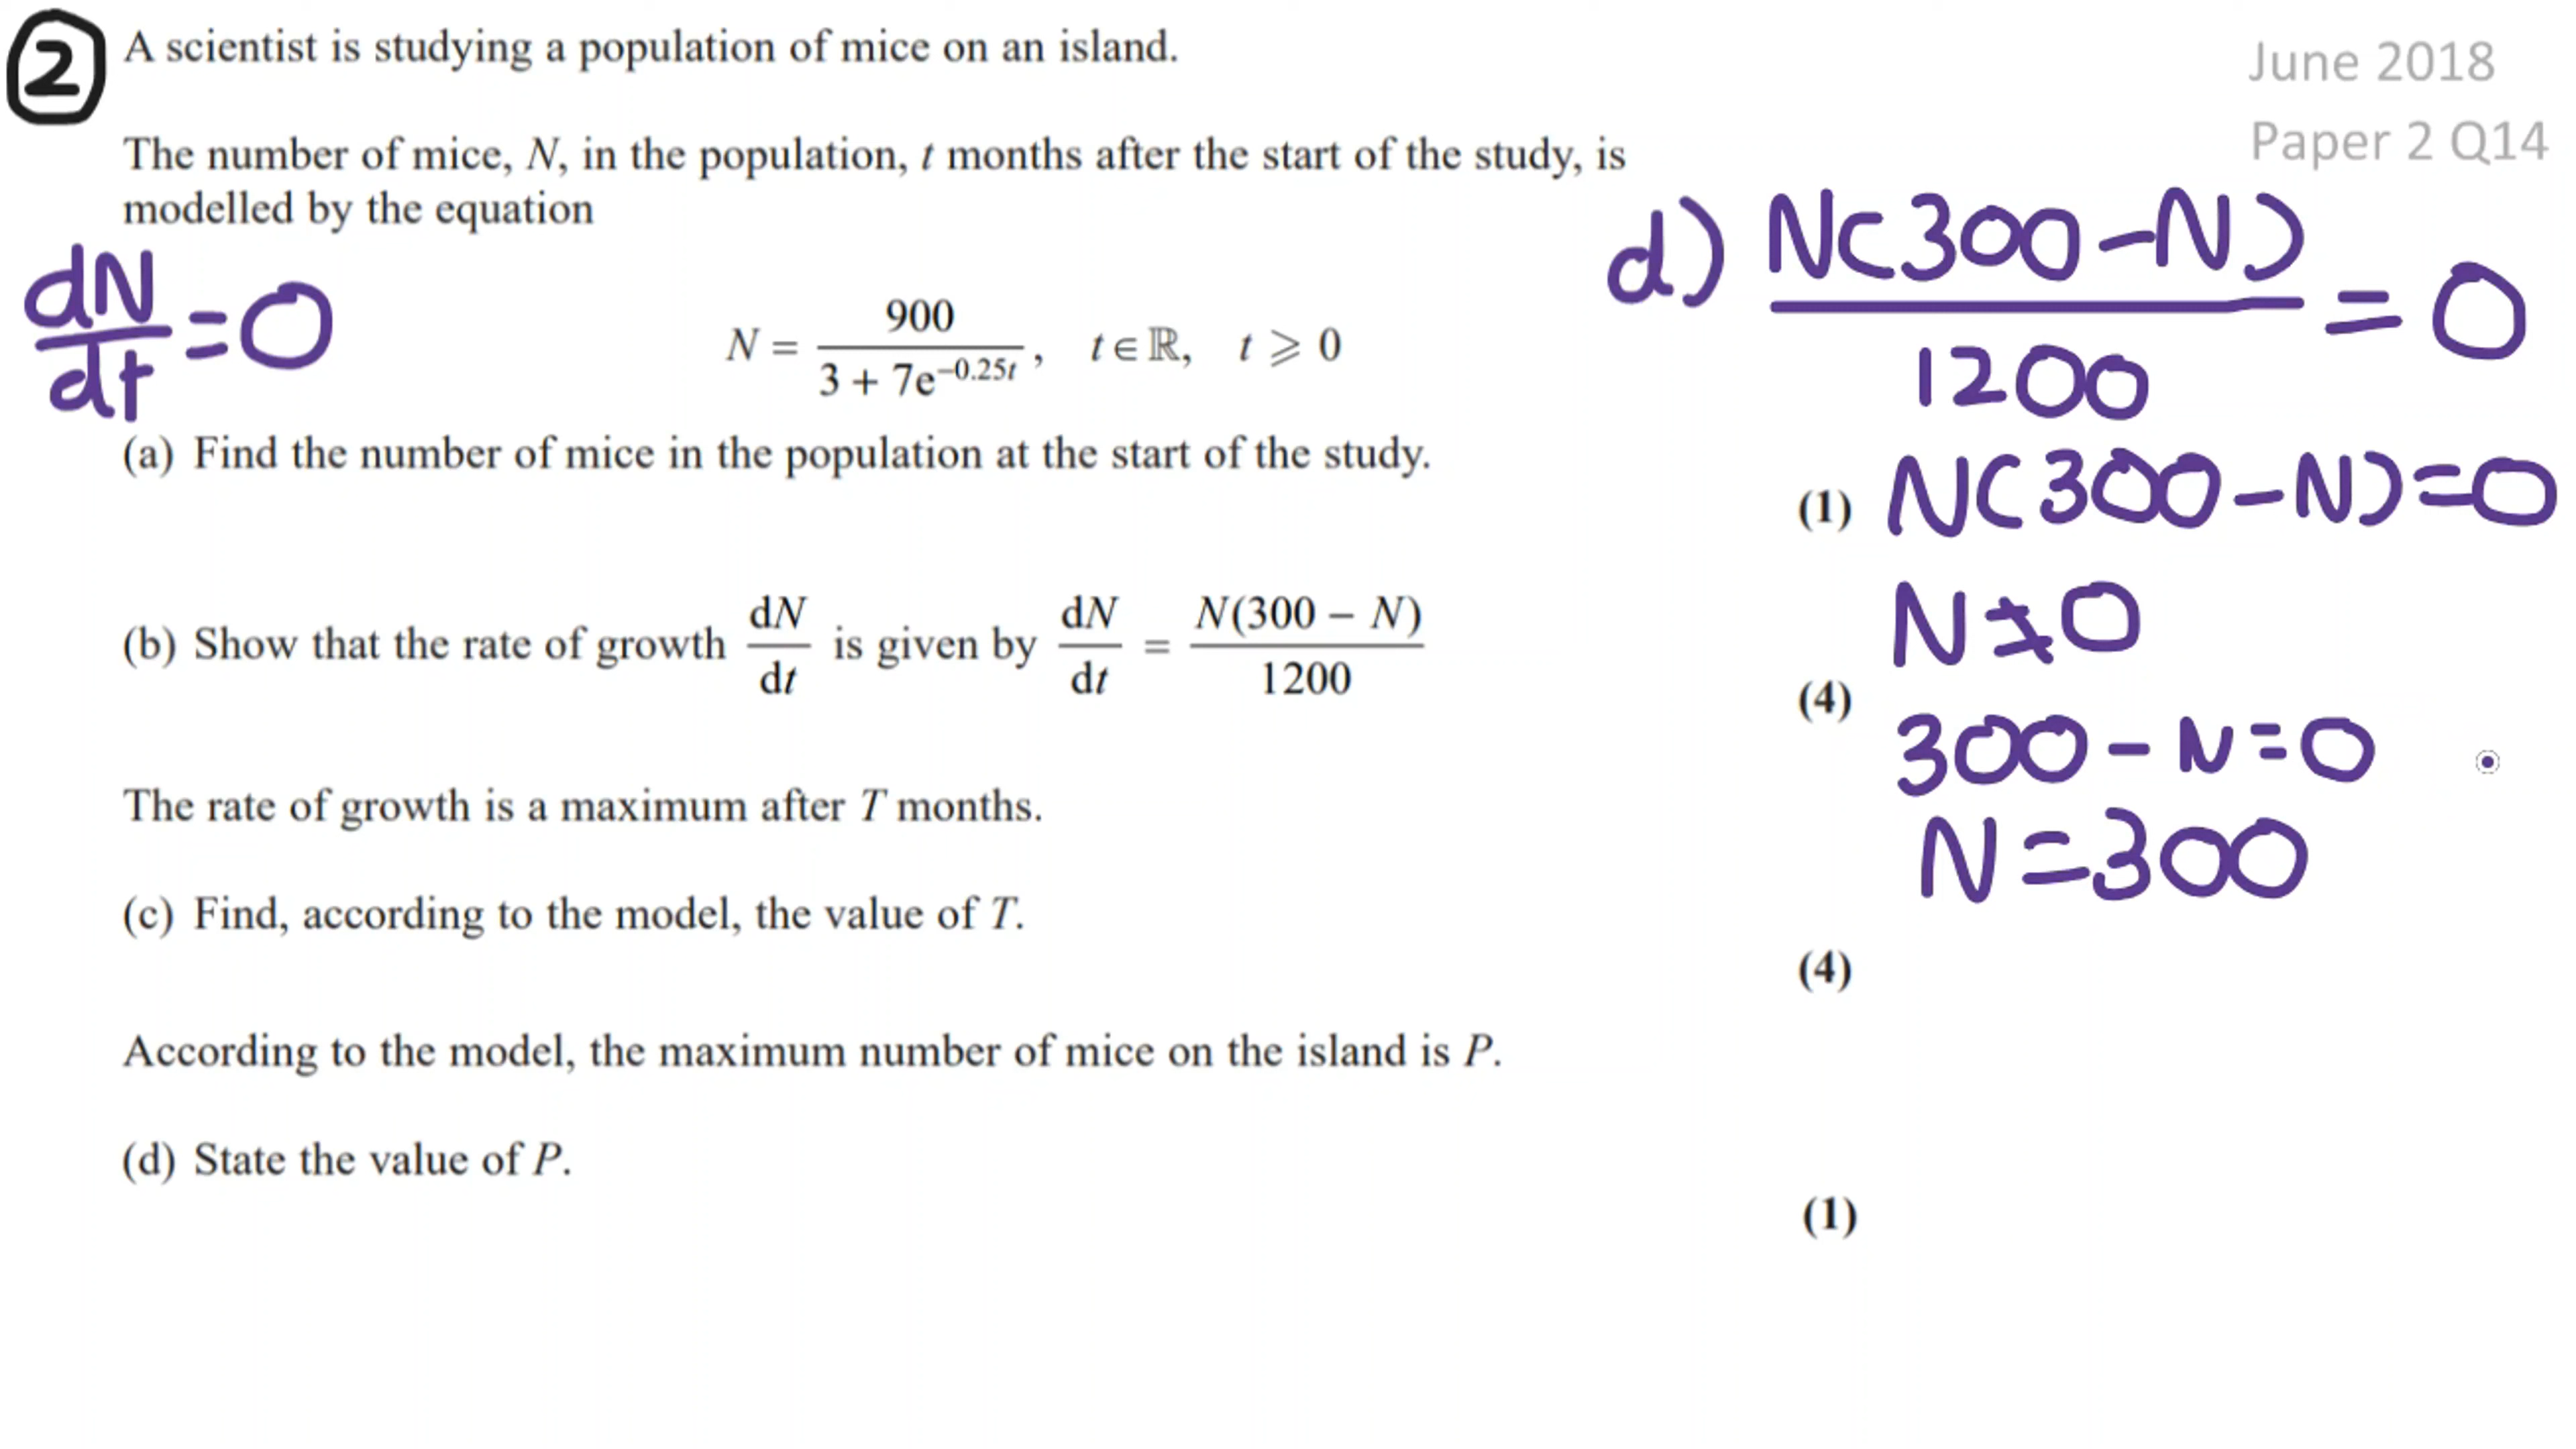 2
A scientist is studying a population of mice on an island.
June 2018
Paper 2 Q14
The number of mice, N, in the population, t months after the start of the study, is
modelled by the equation
dN/dt = 0
N = 900/(3 + 7e^(−0.25t)), t ∈ ℝ, t ⩾ 0
(a) Find the number of mice in the population at the start of the study.
(1)
(b) Show that the rate of growth dN/dt is given by dN/dt = N(300 – N)/1200
(4)
The rate of growth is a maximum after T months.
(c) Find, according to the model, the value of T.
(4)
According to the model, the maximum number of mice on the island is P.
(d) State the value of P.
(1)
d) N(300-N)/1200 = 0
N(300-N)=0
N≠0
300-N=0
N=300